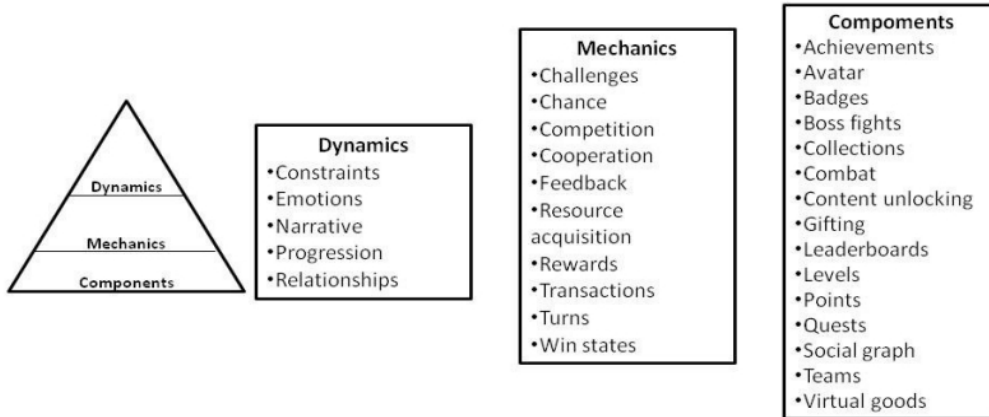 Dynamics
Mechanics
Components
Dynamics
•Constraints
•Emotions
•Narrative
•Progression
•Relationships
Mechanics
•Challenges
•Chance
•Competition
•Cooperation
•Feedback
•Resource
acquisition
•Rewards
•Transactions
•Turns
•Win states
Compoments
•Achievements
•Avatar
•Badges
•Boss fights
•Collections
•Combat
•Content unlocking
•Gifting
•Leaderboards
•Levels
•Points
•Quests
•Social graph
•Teams
•Virtual goods